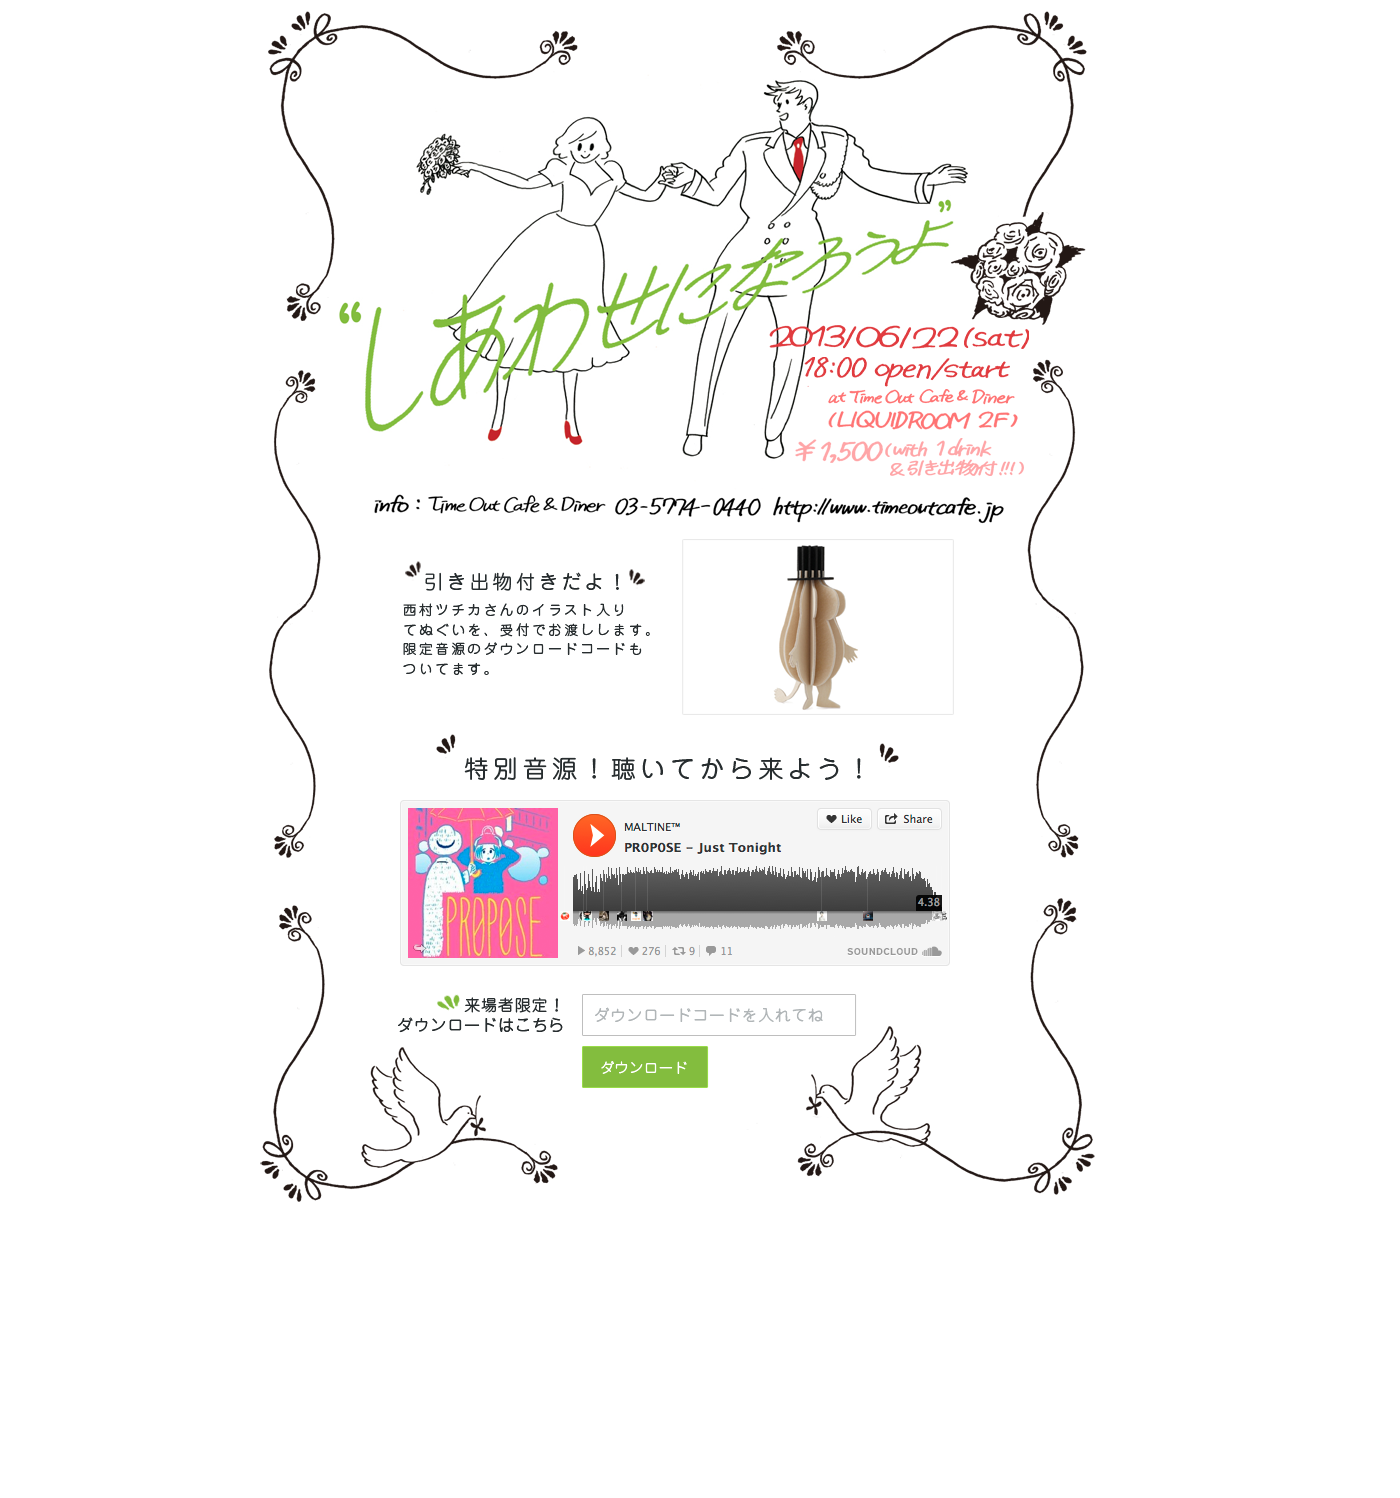 “しあわせになろうよ”
2013/06/22(sat)
18:00 open/start
at Time Out Cafe & Diner
(LIQUIDROOM 2F)
¥1,500(with 1 drink
&引き出物付!!!)
info : Time Out Cafe & Diner 03-5774-0440 http://www.timeoutcafe.jp
引き出物付きだよ！
西村ツチカさんのイラスト入り
てぬぐいを、受付でお渡しします。
限定音源のダウンロードコードも
ついてます。
特別音源！聴いてから来よう！
PROPOSE
MALTINE™
PR0P0SE – Just Tonight
Like
Share
4.38
8,852 276 9 11
SOUNDCLOUD
来場者限定！
ダウンロードはこちら
ダウンロードコードを入れてね
ダウンロード